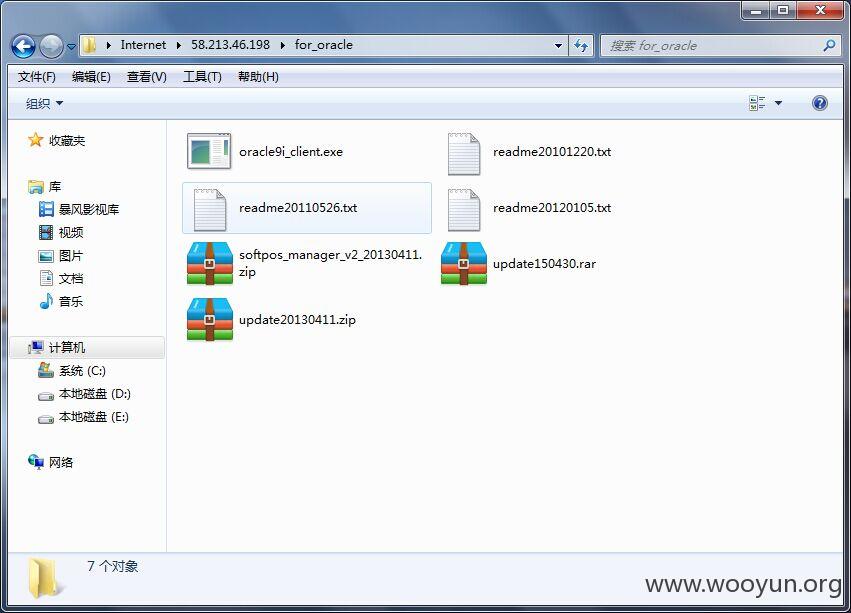 Internet 58.213.46.198 for_oracle
搜索 for_oracle
文件(F) 编辑(E) 查看(V) 工具(T) 帮助(H)
组织
收藏夹
库
暴风影视库
视频
图片
文档
音乐
计算机
系统 (C:)
本地磁盘 (D:)
本地磁盘 (E:)
网络
oracle9i_client.exe
readme20101220.txt
readme20110526.txt
readme20120105.txt
softpos_manager_v2_20130411.
zip
update150430.rar
update20130411.zip
7 个对象
www.wooyun.org